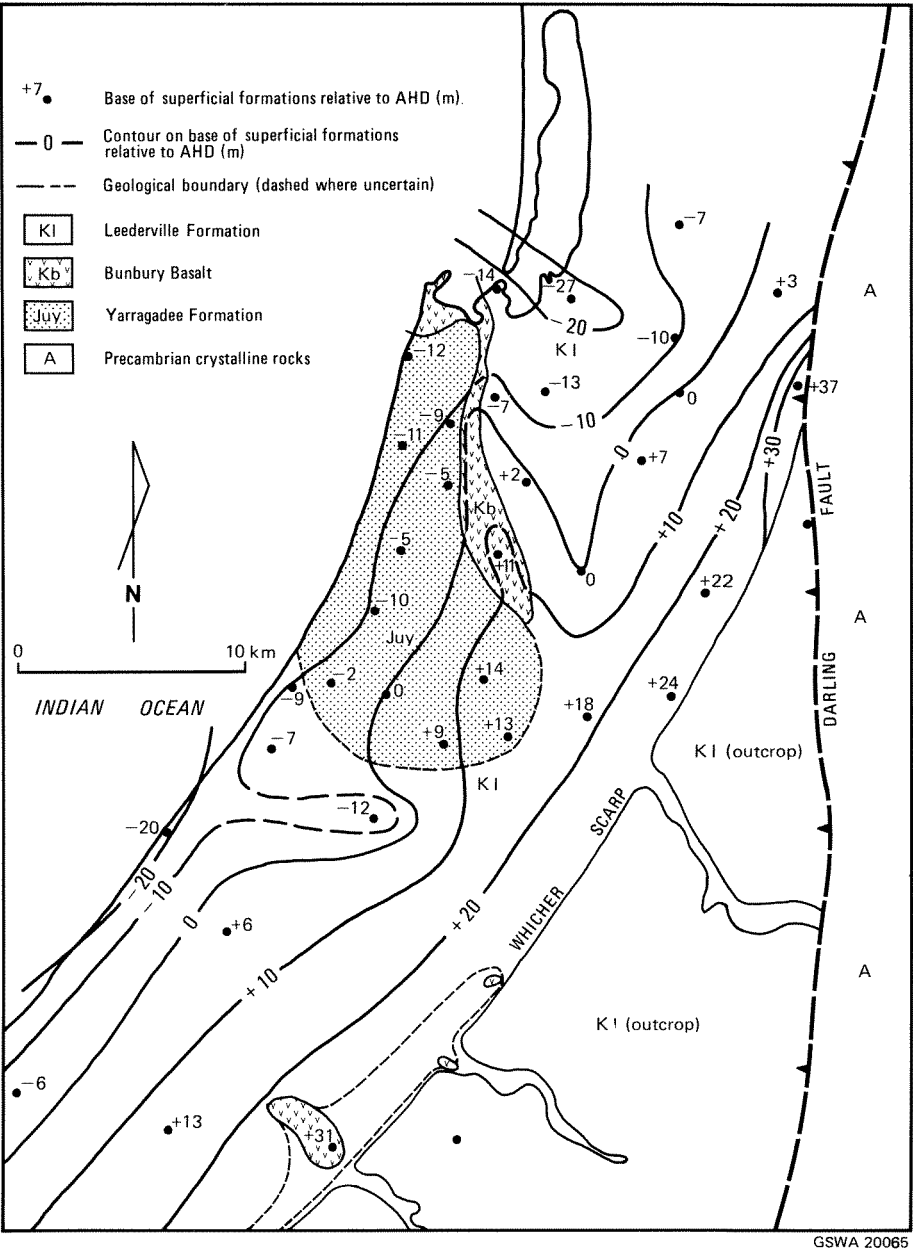 +7
Base of superficial formations relative to AHD (m).
0
Contour on base of superficial formations
relative to AHD (m)
Geological boundary (dashed where uncertain)
Kl
Leederville Formation
Kb
Bunbury Basalt
Juy
Yarragadee Formation
A
Precambrian crystalline rocks
−7
−14
−27
+3
A
−20
Kl
−10
−12
−13
+37
−7
0
−10
−9
−11
0
+7
+30
−5
+2
Kb
+20
FAULT
+10
−5
+11
0
+22
N
−10
A
Juy
0
10 km
+14
−2
0
−9
+24
DARLING
INDIAN OCEAN
+18
+13
−7
+9
Kl (outcrop)
Kl
−12
−20
WHICHER SCARP
−20
−10
0
+6
+20
A
+10
Kl (outcrop)
−6
+13
+31
GSWA 20065